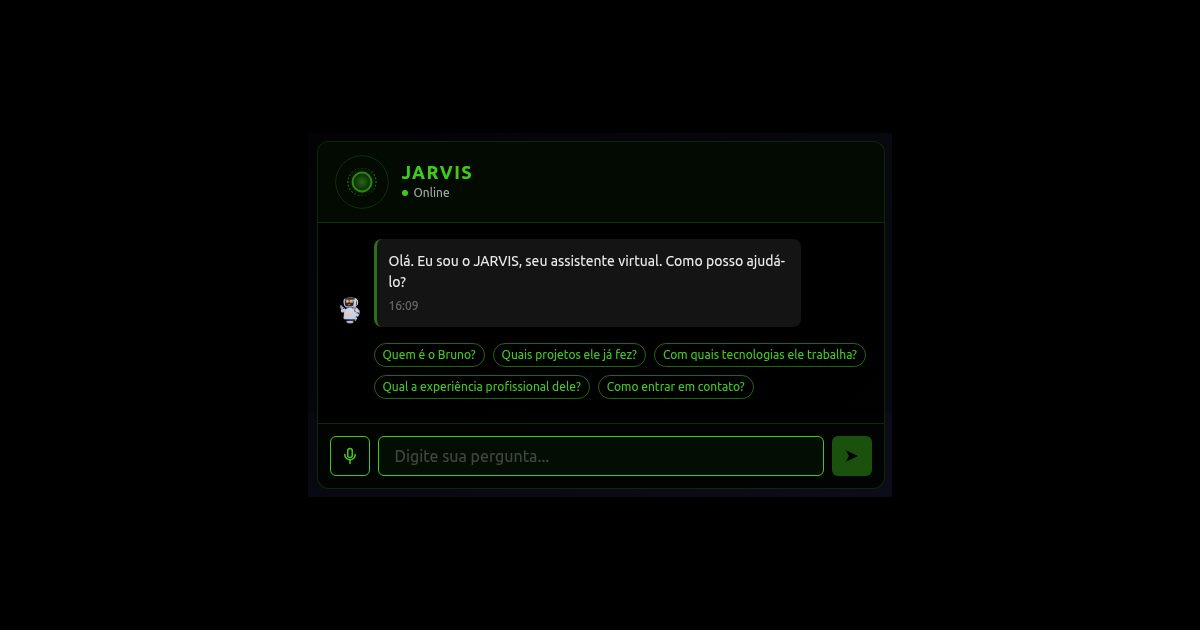 JARVIS
Online
Olá. Eu sou o JARVIS, seu assistente virtual. Como posso ajudá-
lo?
16:09
Quem é o Bruno? Quais projetos ele já fez? Com quais tecnologias ele trabalha?
Qual a experiência profissional dele? Como entrar em contato?
Digite sua pergunta...